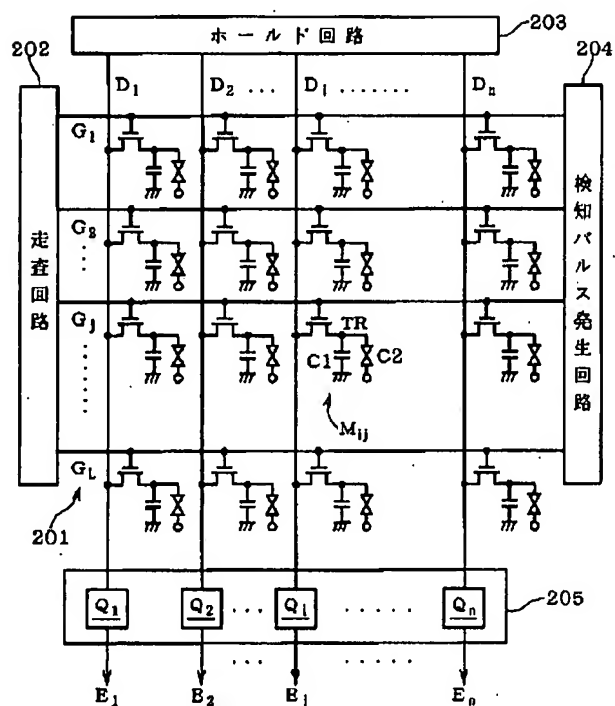 203
ホールド回路
202
204
D1 D2 ... Di ....... Dn
G1
G2
⋮
Gj
TR
C1 C2
Mij
GL
201
走査回路
検知パルス発生回路
Q1 Q2 ... Qi ..... Qn
205
E1 E2 ... Ei ..... En